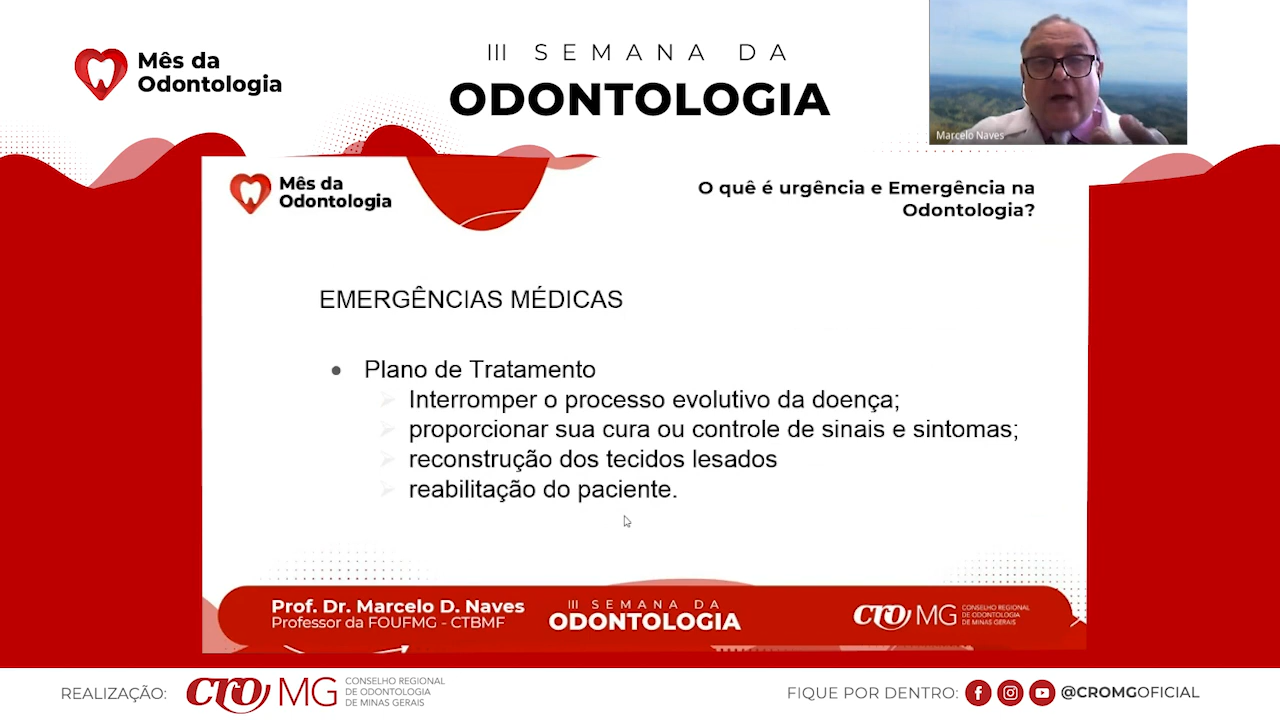 Mês da
Odontologia
III SEMANA DA
ODONTOLOGIA
Marcelo Naves
Mês da
Odontologia
O quê é urgência e Emergência na
Odontologia?
EMERGÊNCIAS MÉDICAS
Plano de Tratamento
Interromper o processo evolutivo da doença;
proporcionar sua cura ou controle de sinais e sintomas;
reconstrução dos tecidos lesados
reabilitação do paciente.
Prof. Dr. Marcelo D. Naves
Professor da FOUFMG - CTBMF
III SEMANA DA
ODONTOLOGIA
CRO MG
CONSELHO REGIONAL
DE ODONTOLOGIA
DE MINAS GERAIS
REALIZAÇÃO:
CRO MG
CONSELHO REGIONAL
DE ODONTOLOGIA
DE MINAS GERAIS
FIQUE POR DENTRO:
@CROMGOFICIAL